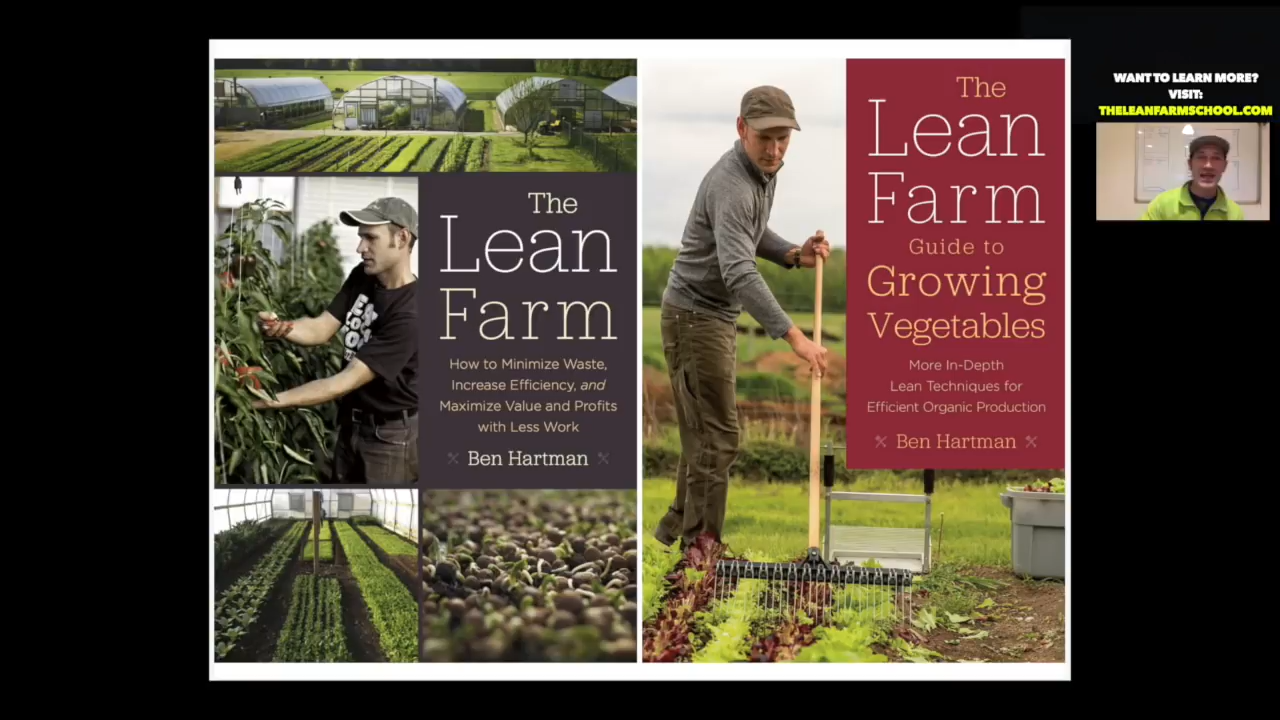 The
Lean
Farm
How to Minimize Waste,
Increase Efficiency, and
Maximize Value and Profits
with Less Work
Ben Hartman
The
Lean
Farm
Guide to
Growing
Vegetables
More In-Depth
Lean Techniques for
Efficient Organic Production
Ben Hartman
WANT TO LEARN MORE?
VISIT:
THELEANFARMSCHOOL.COM